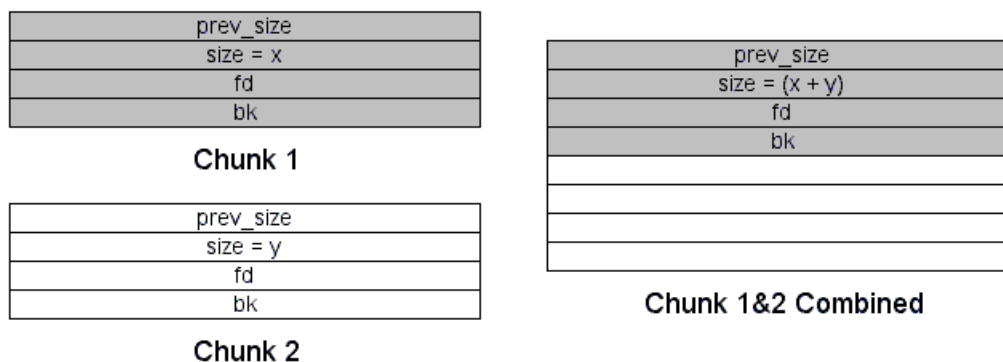 prev_size
size = x
fd
bk
Chunk 1
prev_size
size = y
fd
bk
Chunk 2
prev_size
size = (x + y)
fd
bk
Chunk 1&2 Combined